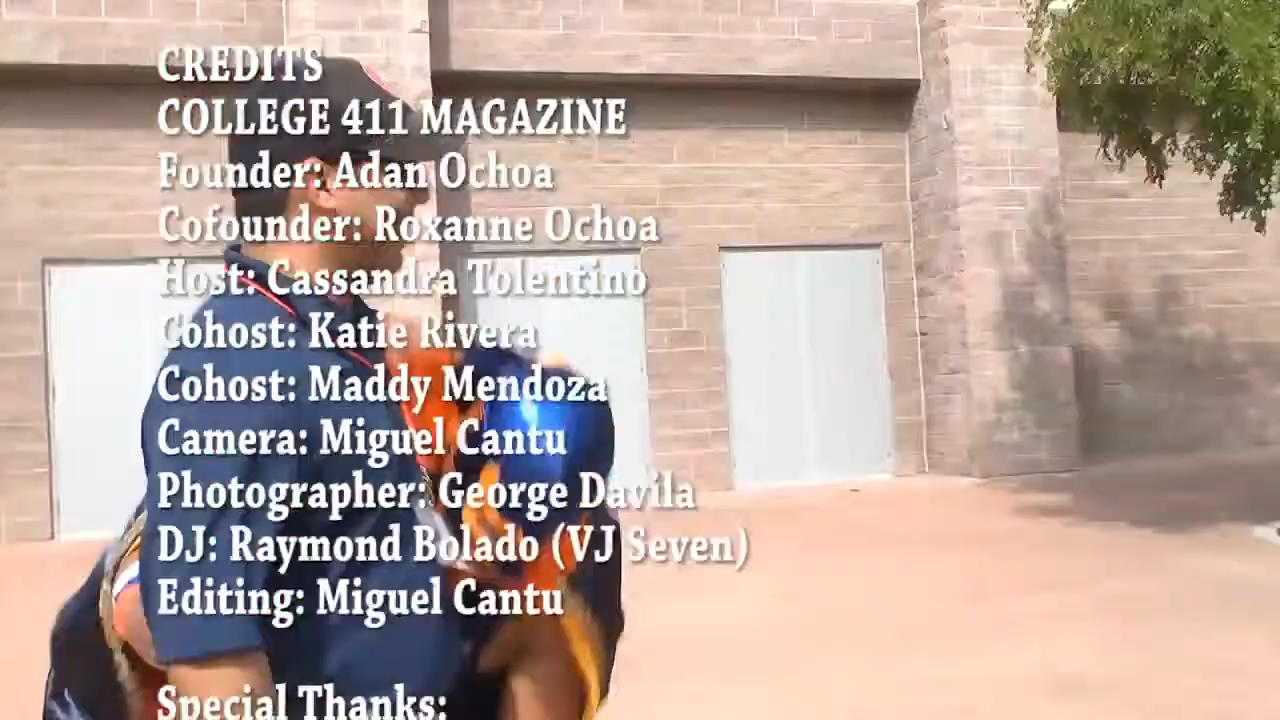 CREDITS
COLLEGE 411 MAGAZINE
Founder: Adan Ochoa
Cofounder: Roxanne Ochoa
Host: Cassandra Tolentino
Cohost: Katie Rivera
Cohost: Maddy Mendoza
Camera: Miguel Cantu
Photographer: George Davila
DJ: Raymond Bolado (VJ Seven)
Editing: Miguel Cantu
Special Thanks: